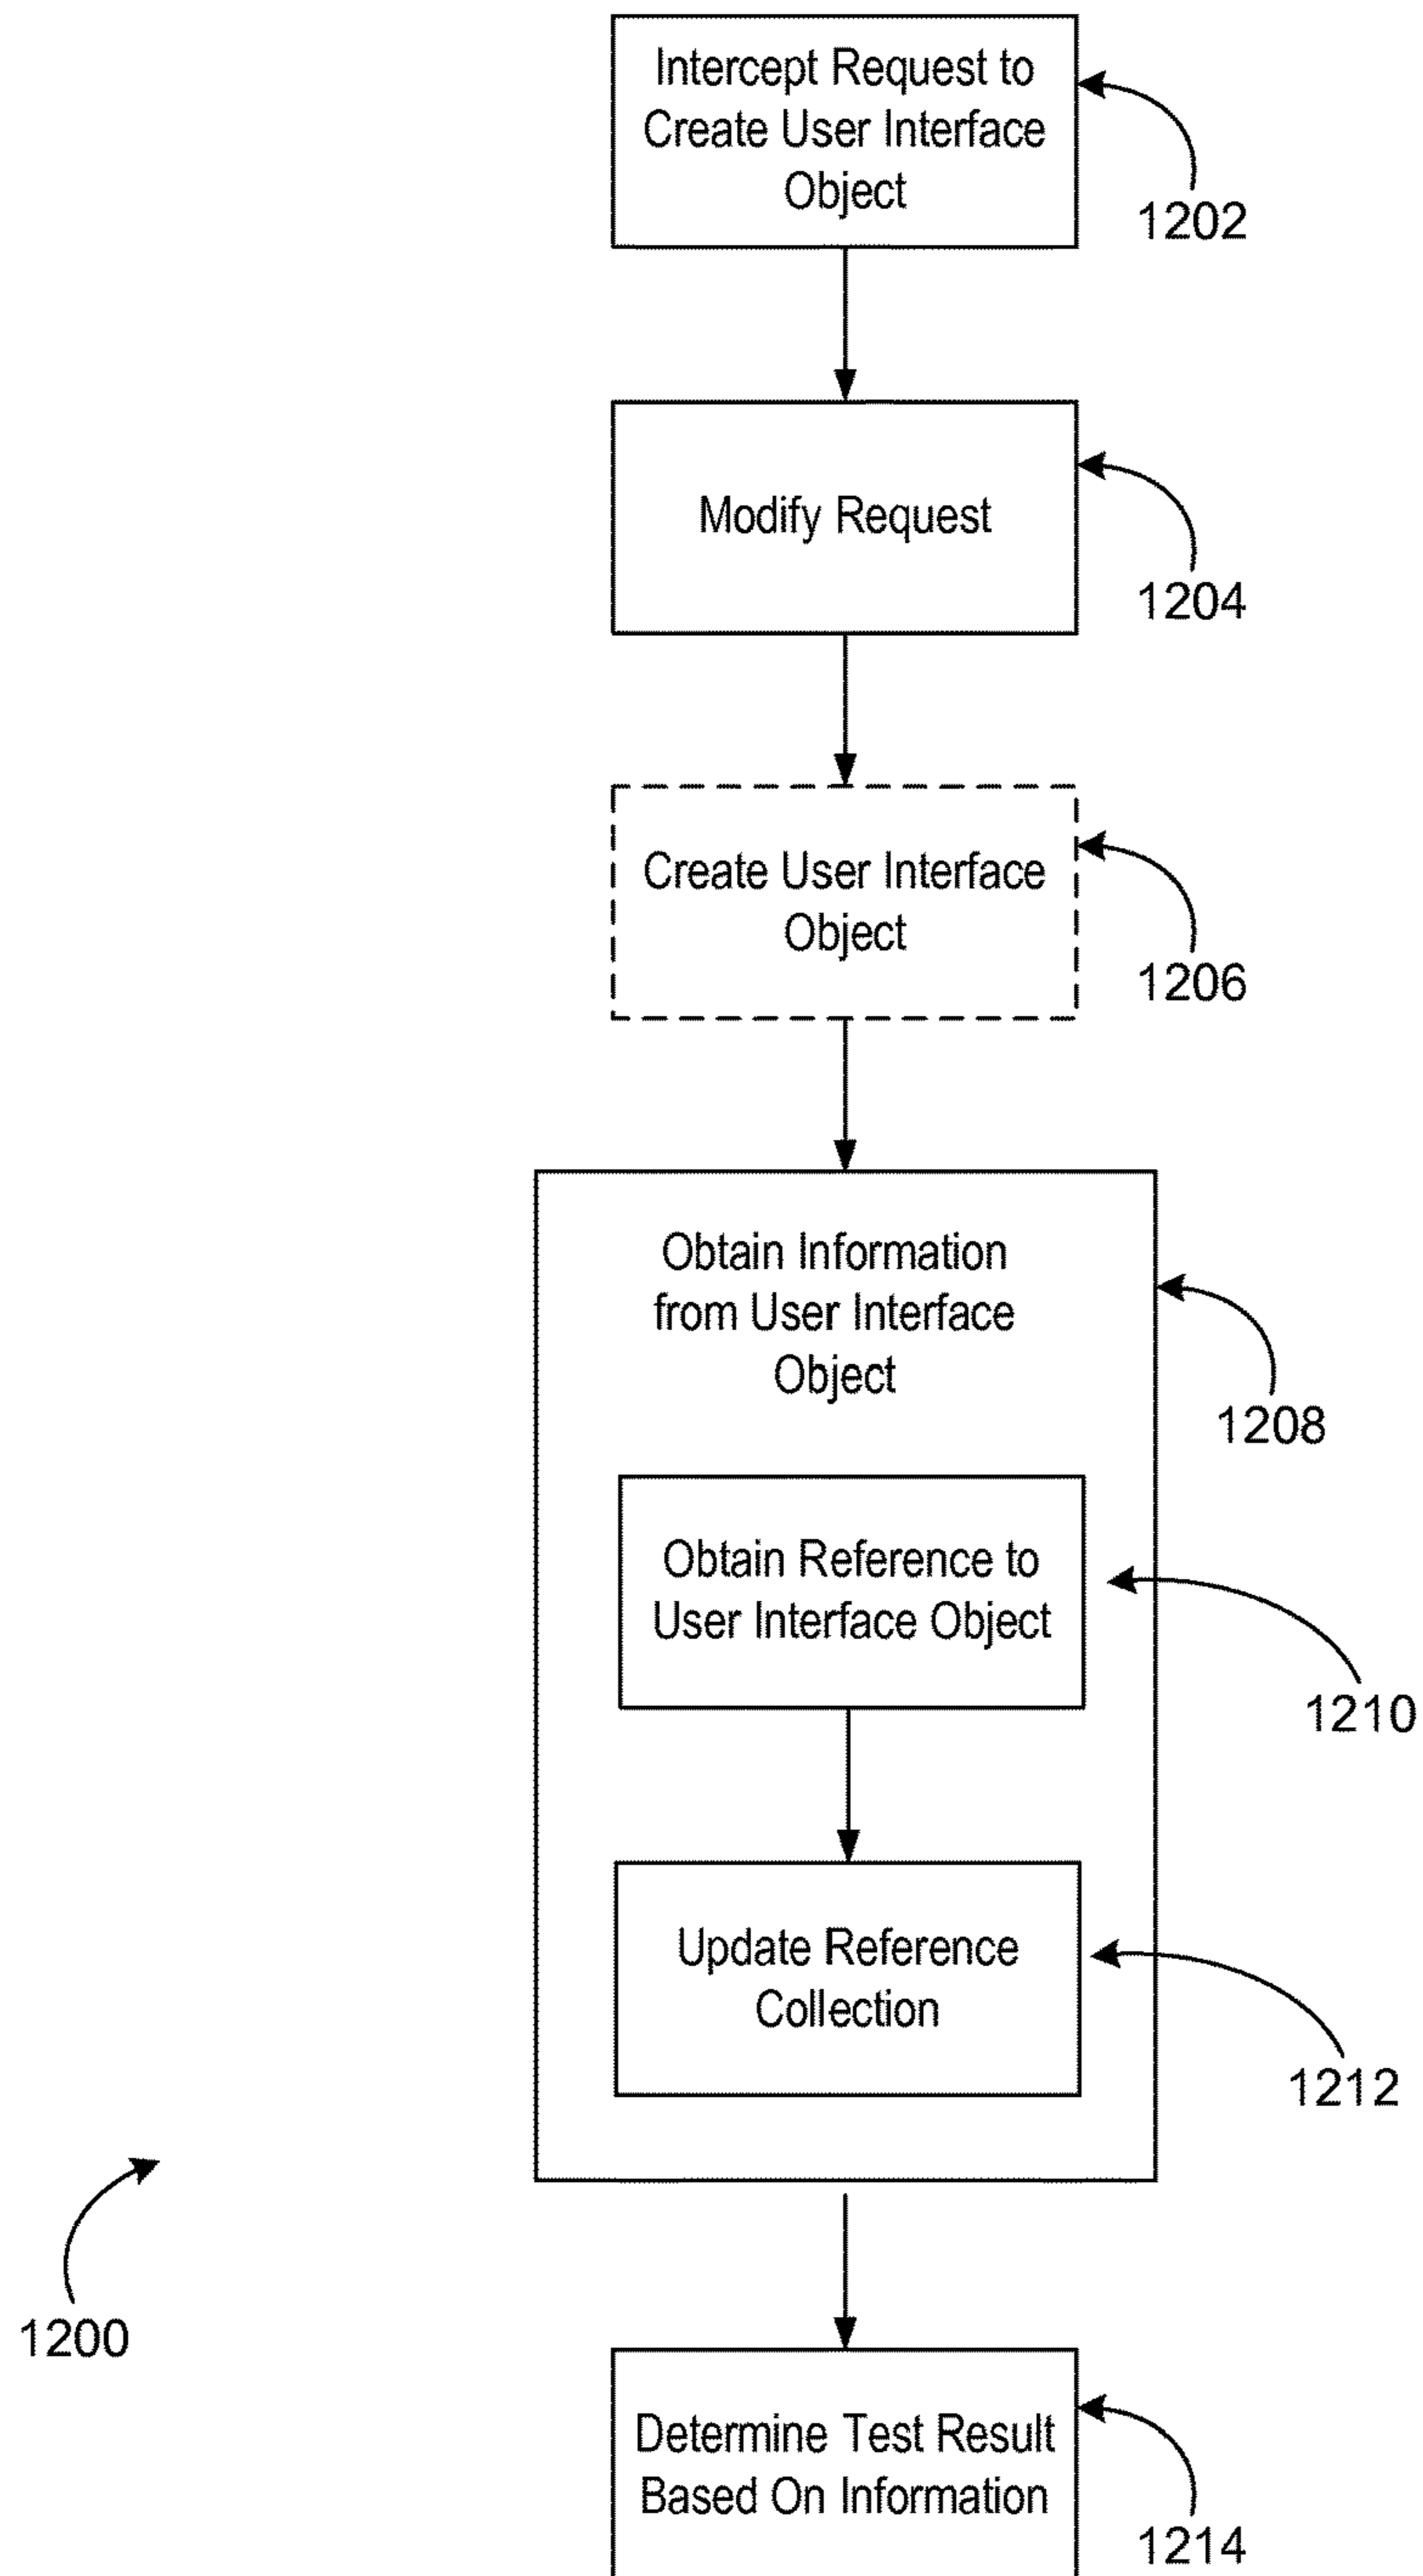 Intercept Request to
Create User Interface
Object
1202
Modify Request
1204
Create User Interface
Object
1206
Obtain Information
from User Interface
Object
1208
Obtain Reference to
User Interface Object
1210
Update Reference
Collection
1212
1200
Determine Test Result
Based On Information
1214